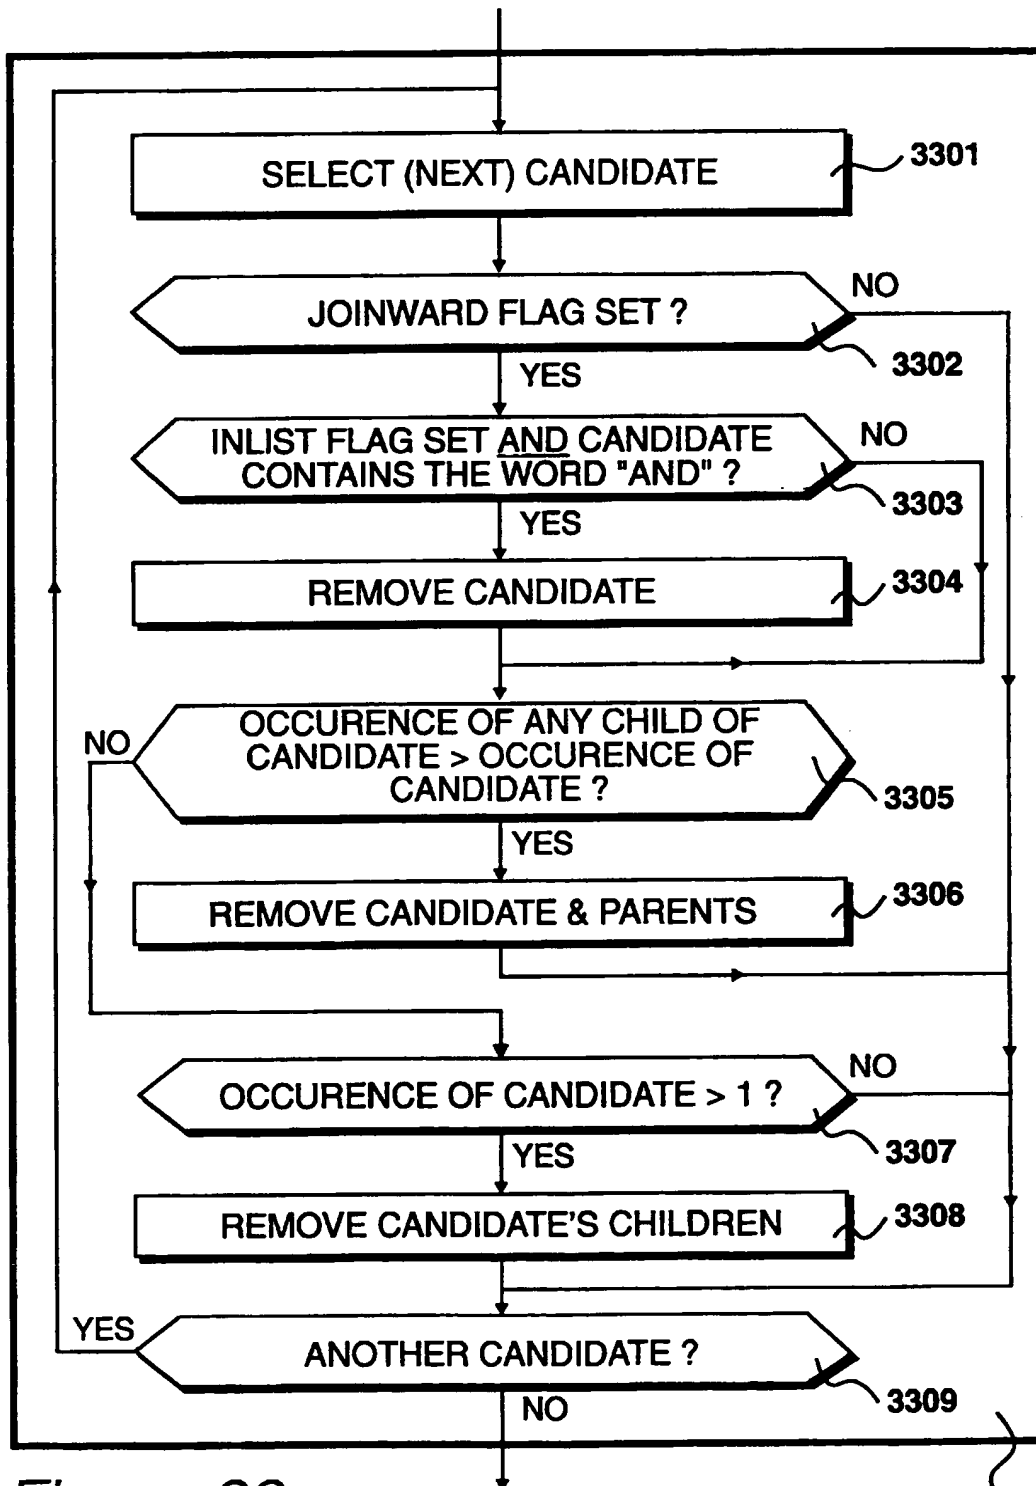 SELECT (NEXT) CANDIDATE
3301
JOINWARD FLAG SET ?
NO
3302
YES
INLIST FLAG SET AND CANDIDATE
CONTAINS THE WORD "AND" ?
NO
3303
YES
REMOVE CANDIDATE
3304
OCCURENCE OF ANY CHILD OF
CANDIDATE > OCCURENCE OF
CANDIDATE ?
NO
3305
YES
REMOVE CANDIDATE & PARENTS
3306
OCCURENCE OF CANDIDATE > 1 ?
NO
3307
YES
REMOVE CANDIDATE'S CHILDREN
3308
YES
ANOTHER CANDIDATE ?
3309
NO